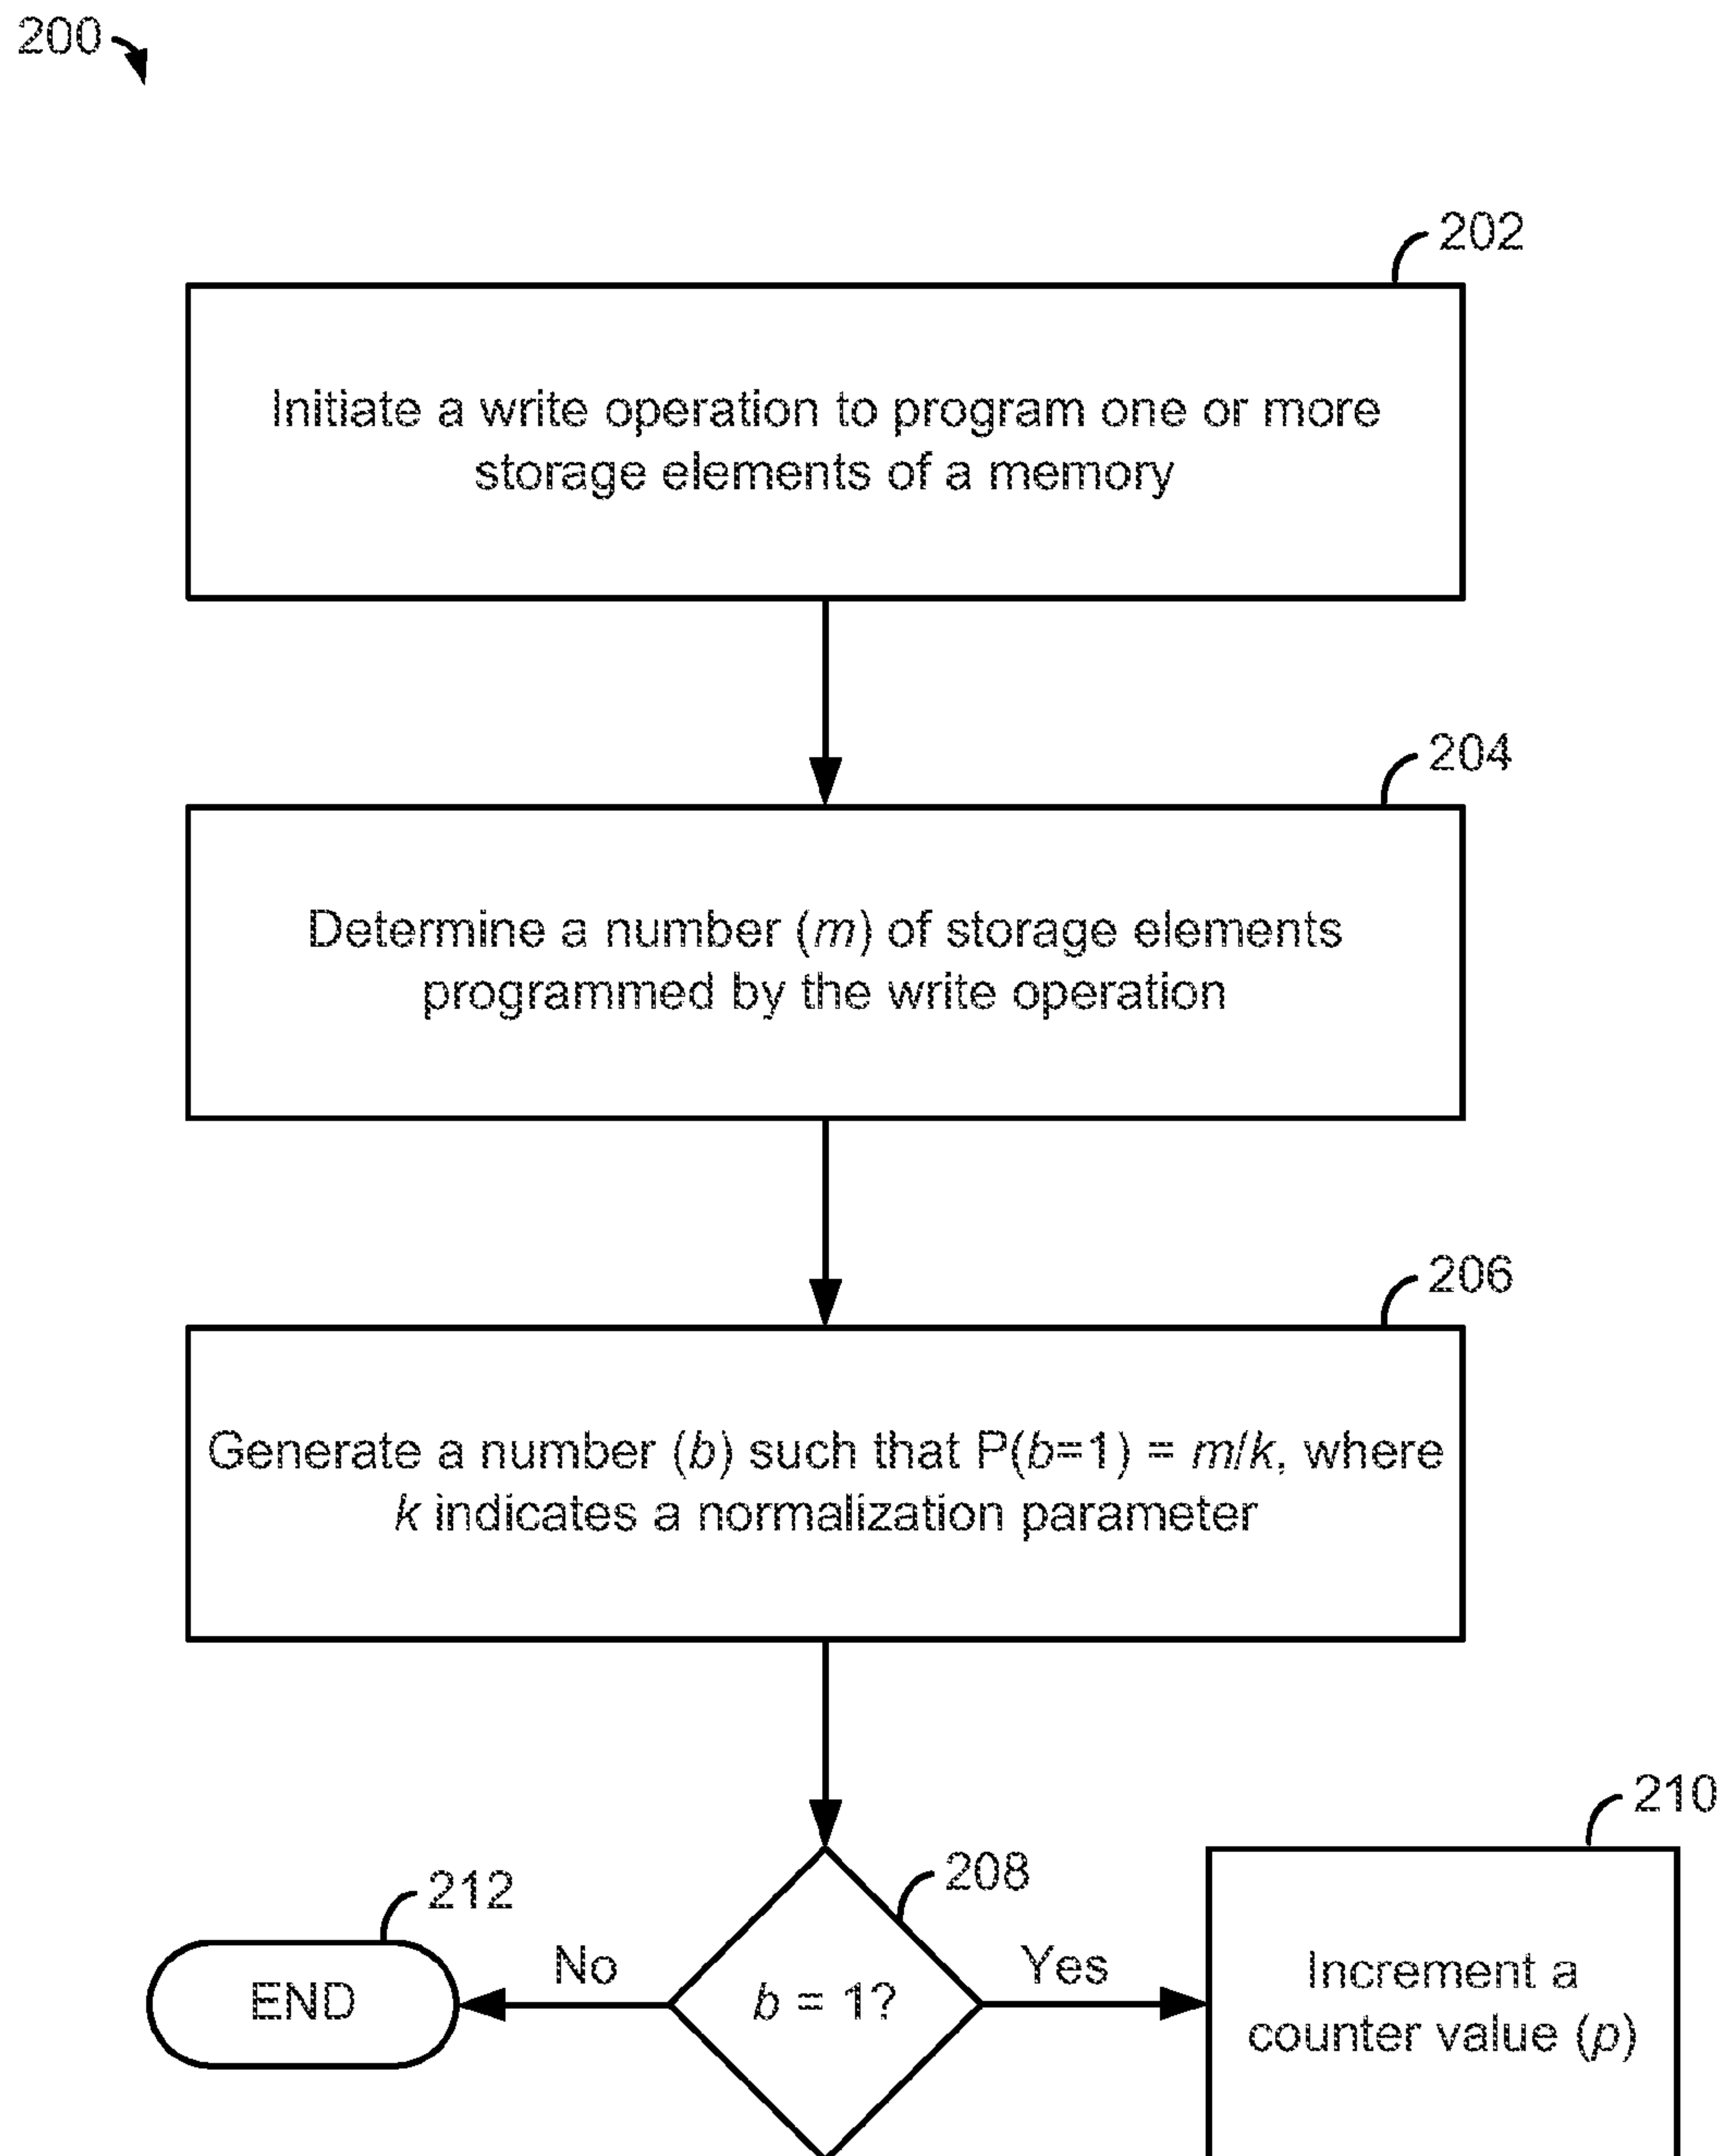 200
202
Initiate a write operation to program one or more
storage elements of a memory
204
Determine a number (m) of storage elements
programmed by the write operation
206
Generate a number (b) such that P(b=1) = m/k, where
k indicates a normalization parameter
210
208
212
No
Yes
END
b = 1?
Increment a
counter value (p)